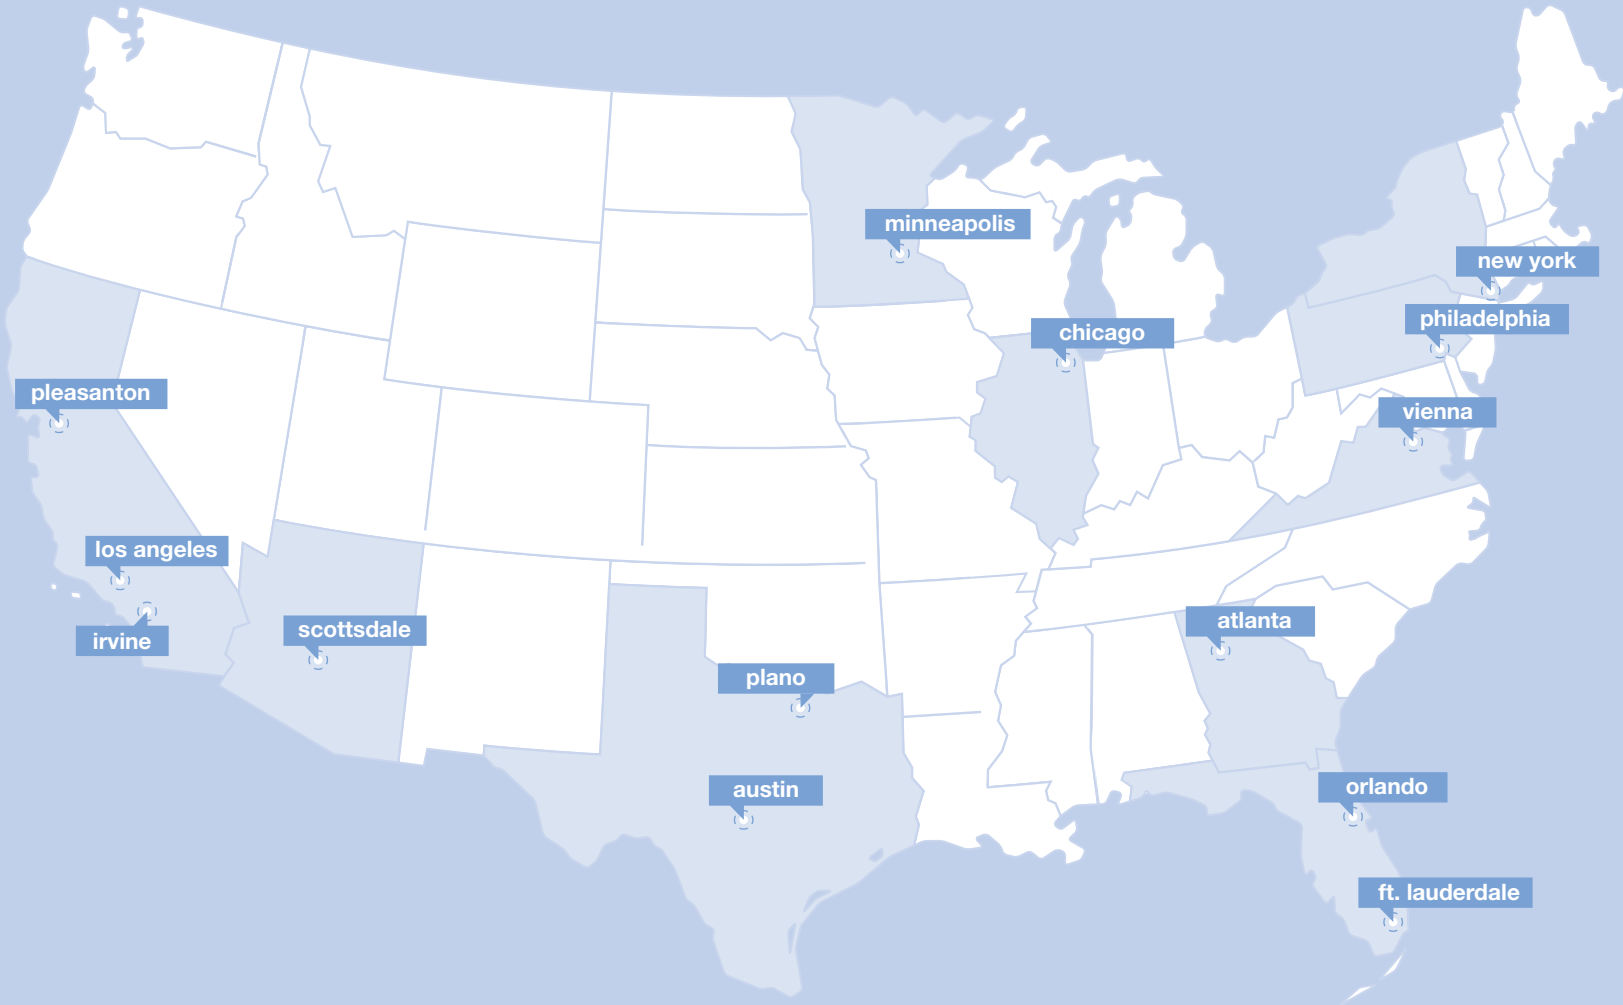 minneapolis
new york
philadelphia
chicago
pleasanton
vienna
los angeles
atlanta
scottsdale
irvine
plano
orlando
austin
ft. lauderdale